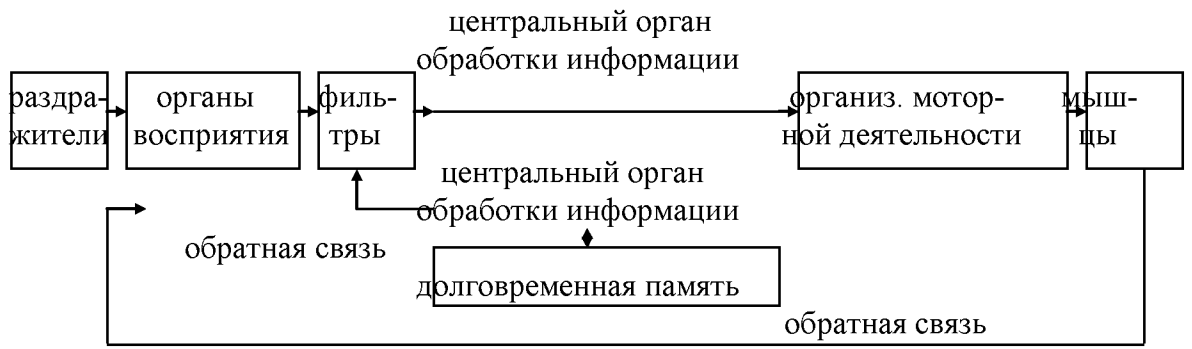 центральный орган
обработки информации
раздра-
жители
органы
восприятия
филь-
тры
организ. мотор-
ной деятельности
мыш-
цы
центральный орган
обработки информации
обратная связь
долговременная память
обратная связь